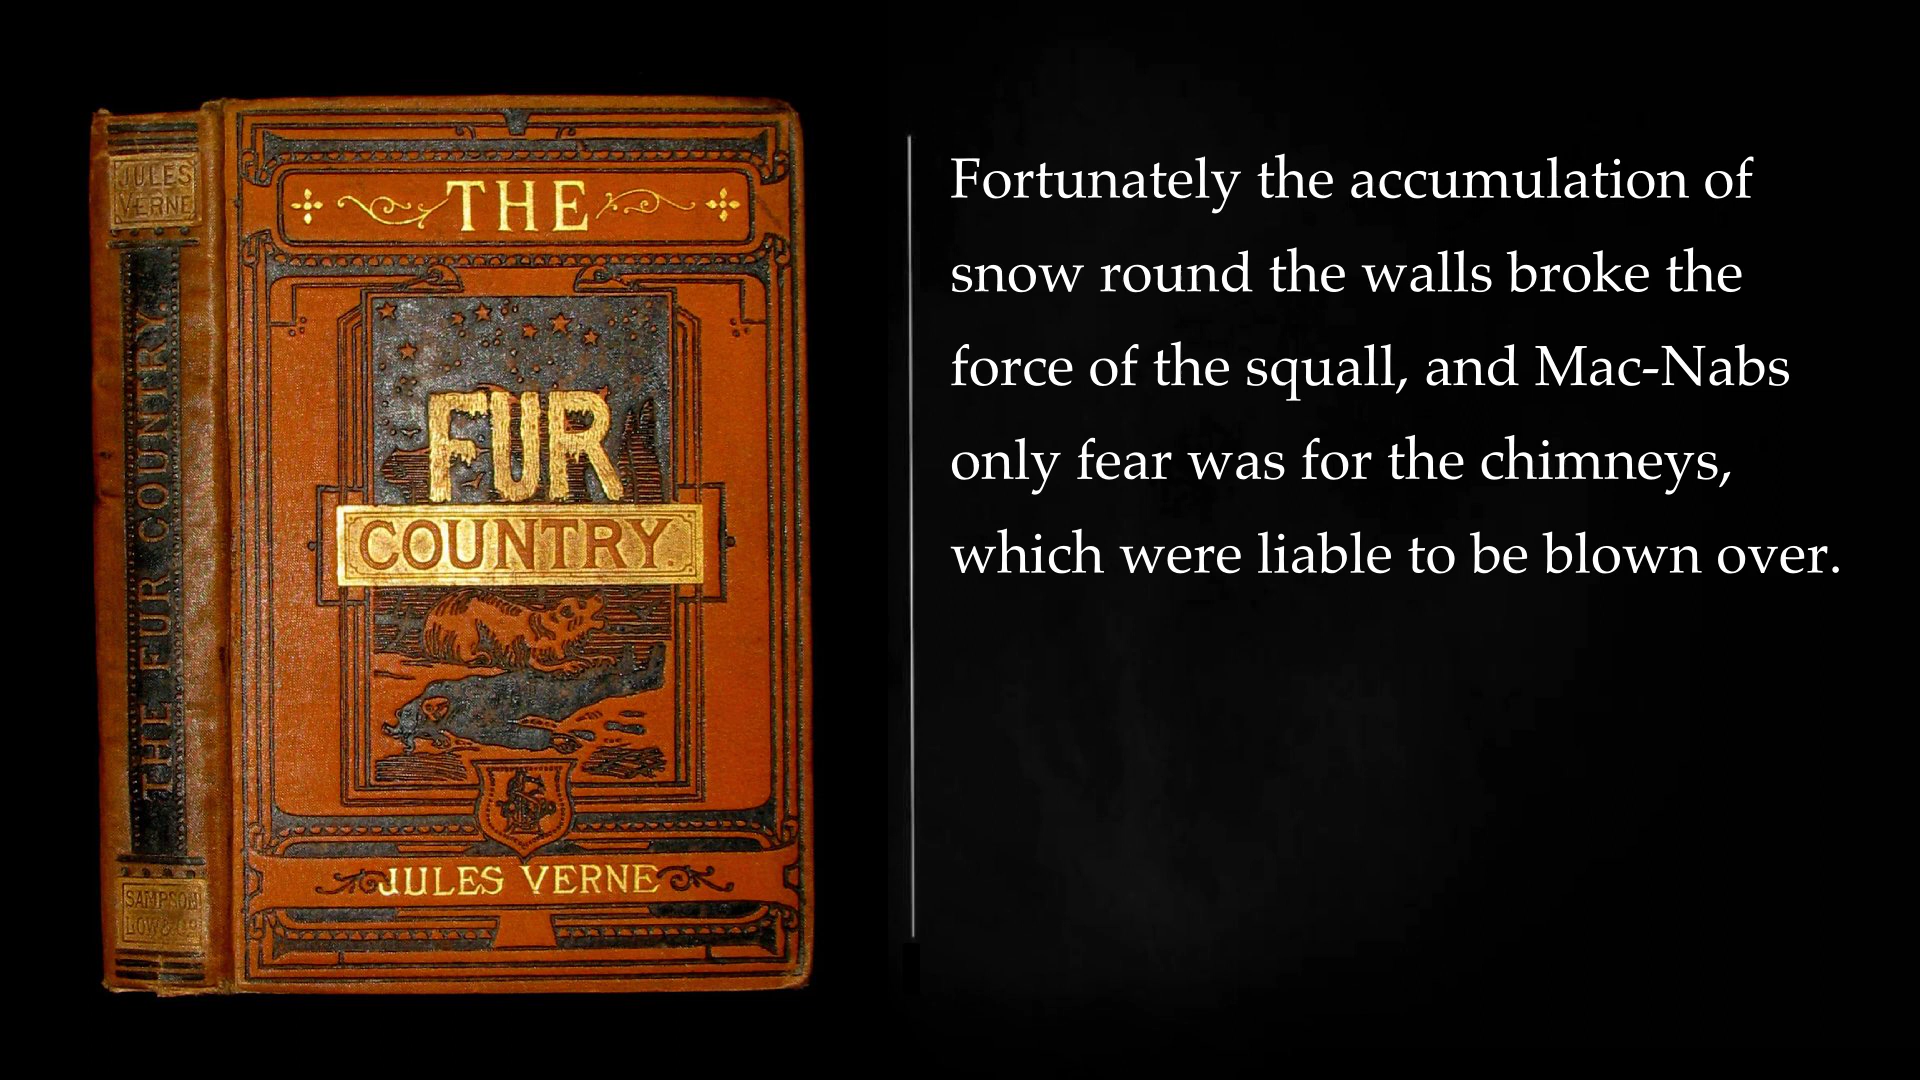 JULES
VERNE
THE FUR COUNTRY.
SAMPSON
LOW & Co
THE
FUR
COUNTRY.
JULES VERNE
Fortunately the accumulation of
snow round the walls broke the
force of the squall, and Mac-Nabs
only fear was for the chimneys,
which were liable to be blown over.